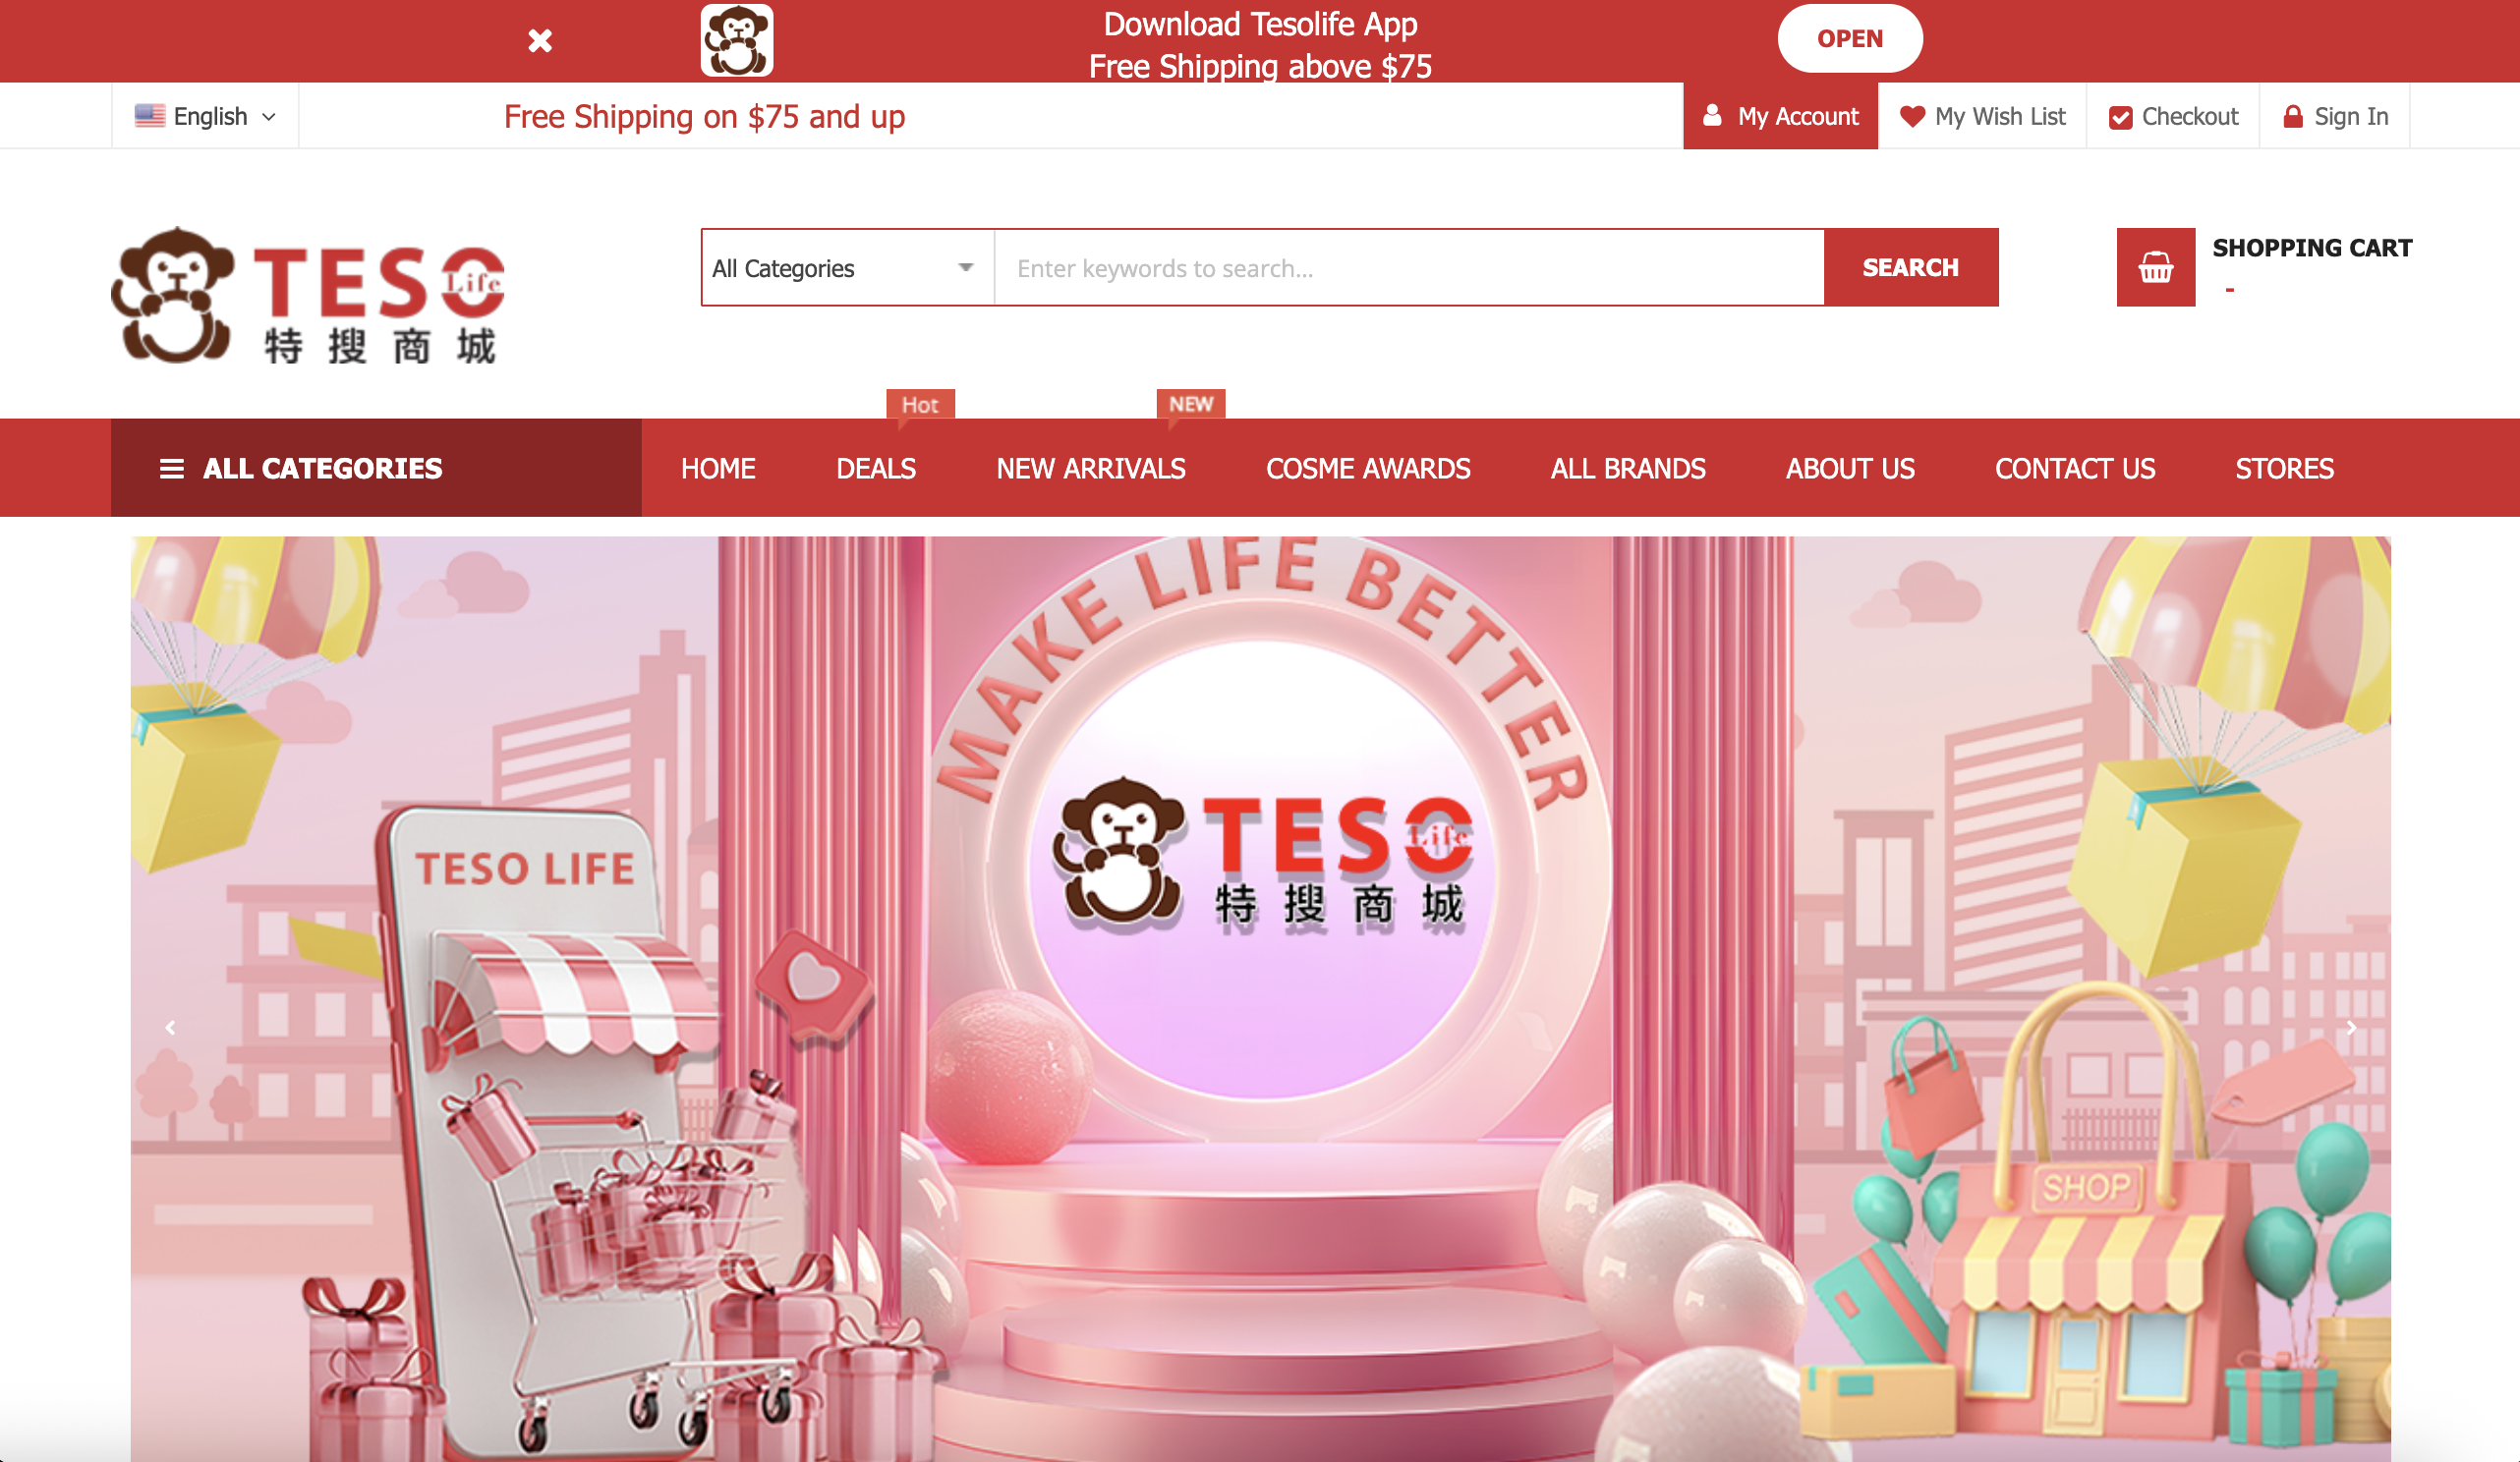 Download Tesolife App
Free Shipping above $75
OPEN
English
Free Shipping on $75 and up
My Account
My Wish List
Checkout
Sign In
TESO Life
特搜商城
All Categories
Enter keywords to search...
SEARCH
SHOPPING CART
-
Hot
NEW
ALL CATEGORIES
HOME
DEALS
NEW ARRIVALS
COSME AWARDS
ALL BRANDS
ABOUT US
CONTACT US
STORES
MAKE LIFE BETTER
TESO Life
特搜商城
TESO LIFE
SHOP